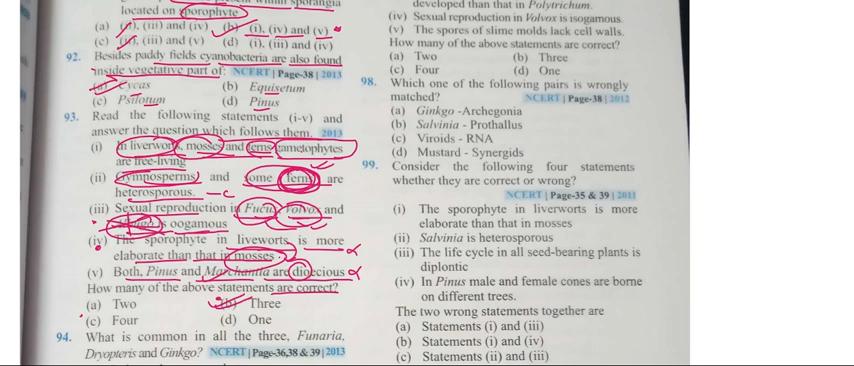 located on sporophyte
(a) (i), (iii) and (iv) (b) (i), (iv) and (v)
(c) (ii), (iii) and (v) (d) (i), (iii) and (iv)
92. Besides paddy fields cyanobacteria are also found
inside vegetative part of: NCERT | Page-38 | 2013
(a) Cycas (b) Equisetum
(c) Psilotum (d) Pinus
93. Read the following statements (i-v) and
answer the question which follows them. 2013
(i) In liverworts, mosses and ferns gametophytes
are free-living
(ii) Gymnosperms and some ferns are
heterosporous. -c
(iii) Sexual reproduction in Fucus, Volvox and
is oogamous
(iv) The sporophyte in liveworts is more
elaborate than that in mosses.
(v) Both, Pinus and Marchantia are dioecious
How many of the above statements are correct?
(a) Two (b) Three
(c) Four (d) One
94. What is common in all the three, Funaria,
Dryopteris and Ginkgo? NCERT | Page-36,38 & 39 | 2013
developed than that in Polytrichum.
(iv) Sexual reproduction in Volvox is isogamous.
(v) The spores of slime molds lack cell walls.
How many of the above statements are correct?
(a) Two (b) Three
(c) Four (d) One
98. Which one of the following pairs is wrongly
matched? NCERT | Page-38 | 2012
(a) Ginkgo -Archegonia
(b) Salvinia - Prothallus
(c) Viroids - RNA
(d) Mustard - Synergids
99. Consider the following four statements
whether they are correct or wrong?
NCERT | Page-35 & 39 | 2011
(i) The sporophyte in liverworts is more
elaborate than that in mosses
(ii) Salvinia is heterosporous
(iii) The life cycle in all seed-bearing plants is
diplontic
(iv) In Pinus male and female cones are borne
on different trees.
The two wrong statements together are
(a) Statements (i) and (iii)
(b) Statements (i) and (iv)
(c) Statements (ii) and (iii)